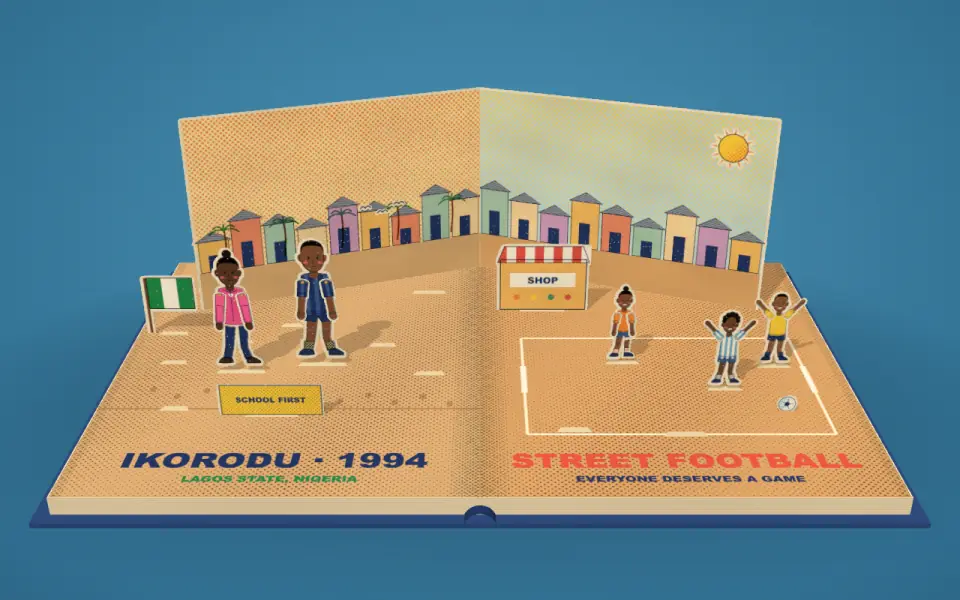 SHOP
SCHOOL FIRST
IKORODU · 1994
LAGOS STATE, NIGERIA
STREET FOOTBALL
EVERYONE DESERVES A GAME